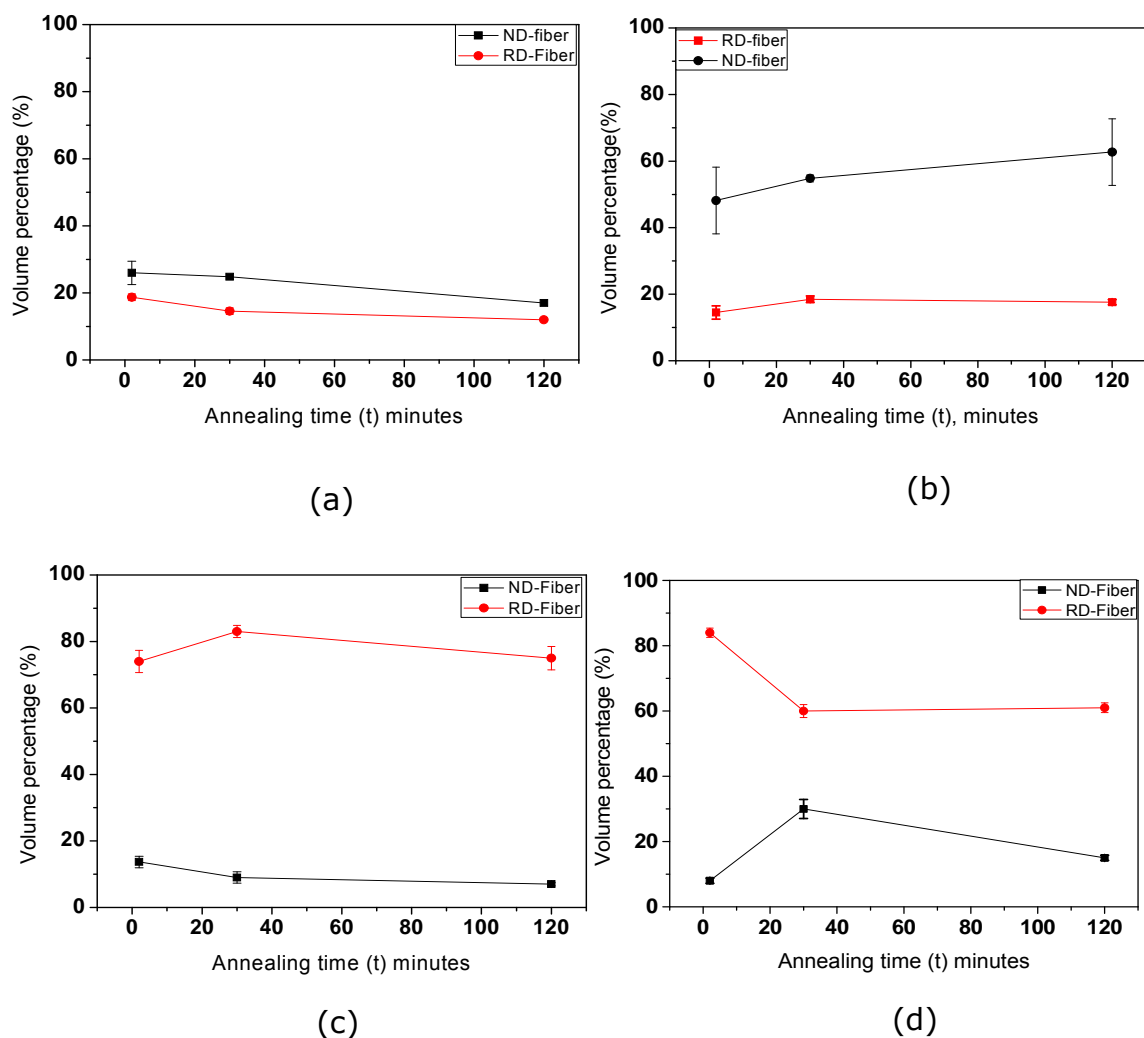 100
80
60
40
20
0
Volume percentage (%)
ND-fiber
RD-Fiber
0 20 40 60 80 100 120
Annealing time (t) minutes
(a)
100
80
60
40
20
0
Volume percentage(%)
RD-fiber
ND-fiber
0 20 40 60 80 100 120
Annealing time (t), minutes
(b)
100
80
60
40
20
0
Volume percentage (%)
ND-Fiber
RD-Fiber
0 20 40 60 80 100 120
Annealing time (t) minutes
(c)
100
80
60
40
20
0
Volume percentage (%)
ND-Fiber
RD-Fiber
0 20 40 60 80 100 120
Annealing time (t) minutes
(d)